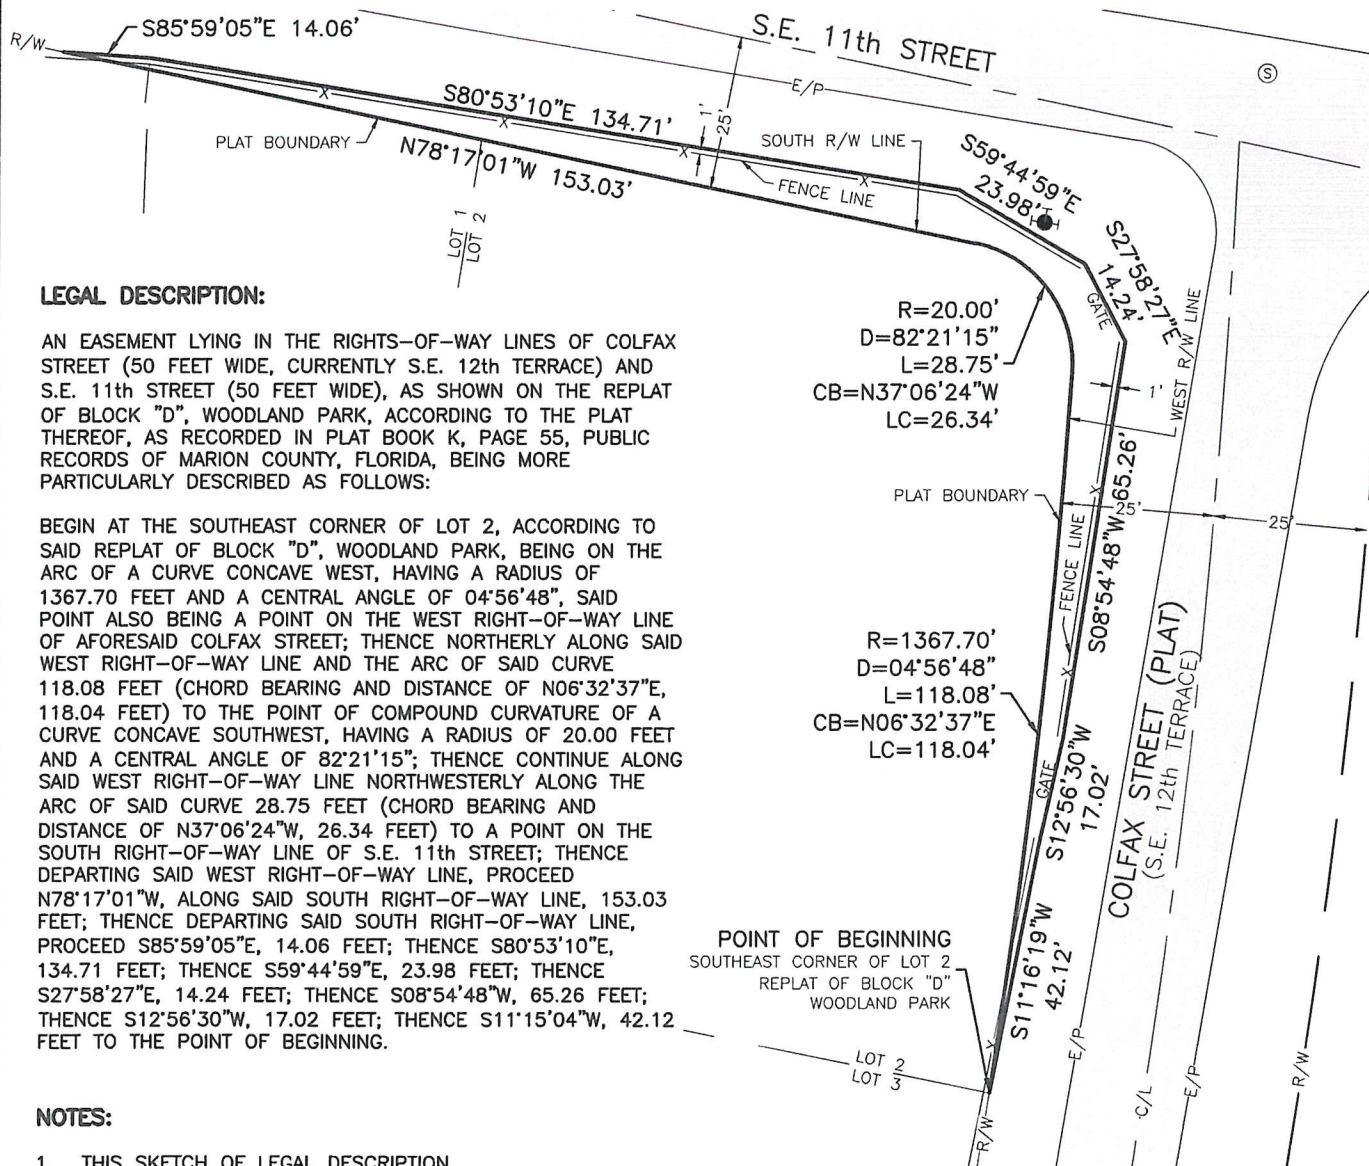 S85°59'05"E 14.06'
R/W
S.E. 11th STREET
S
E/P
S80°53'10"E 134.71'
1'
25'
PLAT BOUNDARY
N78°17'01"W 153.03'
SOUTH R/W LINE
FENCE LINE
S59°44'59"E
23.98'
S27°58'27"E
14.24'
GATE
LOT 1
LOT 2
WEST R/W LINE
R=20.00'
D=82°21'15"
L=28.75'
CB=N37°06'24"W
LC=26.34'
1'
LEGAL DESCRIPTION:
AN EASEMENT LYING IN THE RIGHTS-OF-WAY LINES OF COLFAX
STREET (50 FEET WIDE, CURRENTLY S.E. 12th TERRACE) AND
S.E. 11th STREET (50 FEET WIDE), AS SHOWN ON THE REPLAT
OF BLOCK "D", WOODLAND PARK, ACCORDING TO THE PLAT
THEREOF, AS RECORDED IN PLAT BOOK K, PAGE 55, PUBLIC
RECORDS OF MARION COUNTY, FLORIDA, BEING MORE
PARTICULARLY DESCRIBED AS FOLLOWS:
BEGIN AT THE SOUTHEAST CORNER OF LOT 2, ACCORDING TO
SAID REPLAT OF BLOCK "D", WOODLAND PARK, BEING ON THE
ARC OF A CURVE CONCAVE WEST, HAVING A RADIUS OF
1367.70 FEET AND A CENTRAL ANGLE OF 04°56'48", SAID
POINT ALSO BEING A POINT ON THE WEST RIGHT-OF-WAY LINE
OF AFORESAID COLFAX STREET; THENCE NORTHERLY ALONG SAID
WEST RIGHT-OF-WAY LINE AND THE ARC OF SAID CURVE
118.08 FEET (CHORD BEARING AND DISTANCE OF N06°32'37"E,
118.04 FEET) TO THE POINT OF COMPOUND CURVATURE OF A
CURVE CONCAVE SOUTHWEST, HAVING A RADIUS OF 20.00 FEET
AND A CENTRAL ANGLE OF 82°21'15"; THENCE CONTINUE ALONG
SAID WEST RIGHT-OF-WAY LINE NORTHWESTERLY ALONG THE
ARC OF SAID CURVE 28.75 FEET (CHORD BEARING AND
DISTANCE OF N37°06'24"W, 26.34 FEET) TO A POINT ON THE
SOUTH RIGHT-OF-WAY LINE OF S.E. 11th STREET; THENCE
DEPARTING SAID WEST RIGHT-OF-WAY LINE, PROCEED
N78°17'01"W, ALONG SAID SOUTH RIGHT-OF-WAY LINE, 153.03
FEET; THENCE DEPARTING SAID SOUTH RIGHT-OF-WAY LINE,
PROCEED S85°59'05"E, 14.06 FEET; THENCE S80°53'10"E,
134.71 FEET; THENCE S59°44'59"E, 23.98 FEET; THENCE
S27°58'27"E, 14.24 FEET; THENCE S08°54'48"W, 65.26 FEET;
THENCE S12°56'30"W, 17.02 FEET; THENCE S11°15'04"W, 42.12
FEET TO THE POINT OF BEGINNING.
PLAT BOUNDARY
25'
25'
FENCE LINE
S08°54'48"W 65.26'
R=1367.70'
D=04°56'48"
L=118.08'
CB=N06°32'37"E
LC=118.04'
GATE
S12°56'30"W
17.02'
COLFAX STREET (PLAT)
(S.E. 12th TERRACE)
POINT OF BEGINNING
SOUTHEAST CORNER OF LOT 2
REPLAT OF BLOCK "D"
WOODLAND PARK
S11°16'19"W
42.12'
LOT 2
LOT 3
E/P
C/L
E/P
R/W
R/W
NOTES:
1. THIS SKETCH OF LEGAL DESCRIPTION